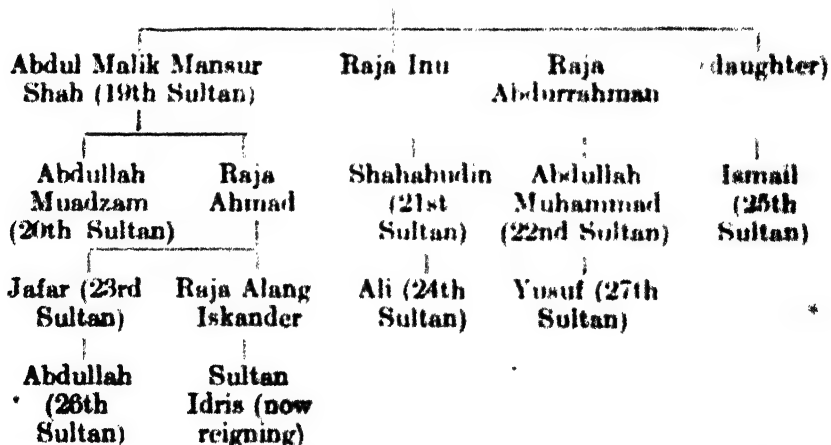 Abdul Malik Mansur Raja Inu Raja (daughter)
Shah (19th Sultan) Abdurrahman
Abdullah Raja Shahabudin Abdullah Ismail
Muadzam Ahmad (21st Muhammad (25th
(20th Sultan) Sultan) (22nd Sultan) Sultan)
Jafar (23rd Raja Alang Ali (24th Yusuf (27th
Sultan) Iskander Sultan) Sultan)
Abdullah Sultan
(26th Idris (now
Sultan) reigning)